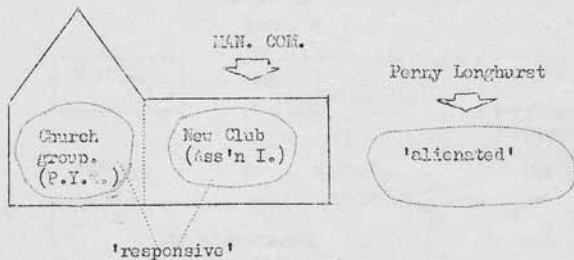 MAN. COM.
Penny Longhurst
Church
group.
(P.Y.
New Club
(Ass'n I.)
'alienated'
'responsive'